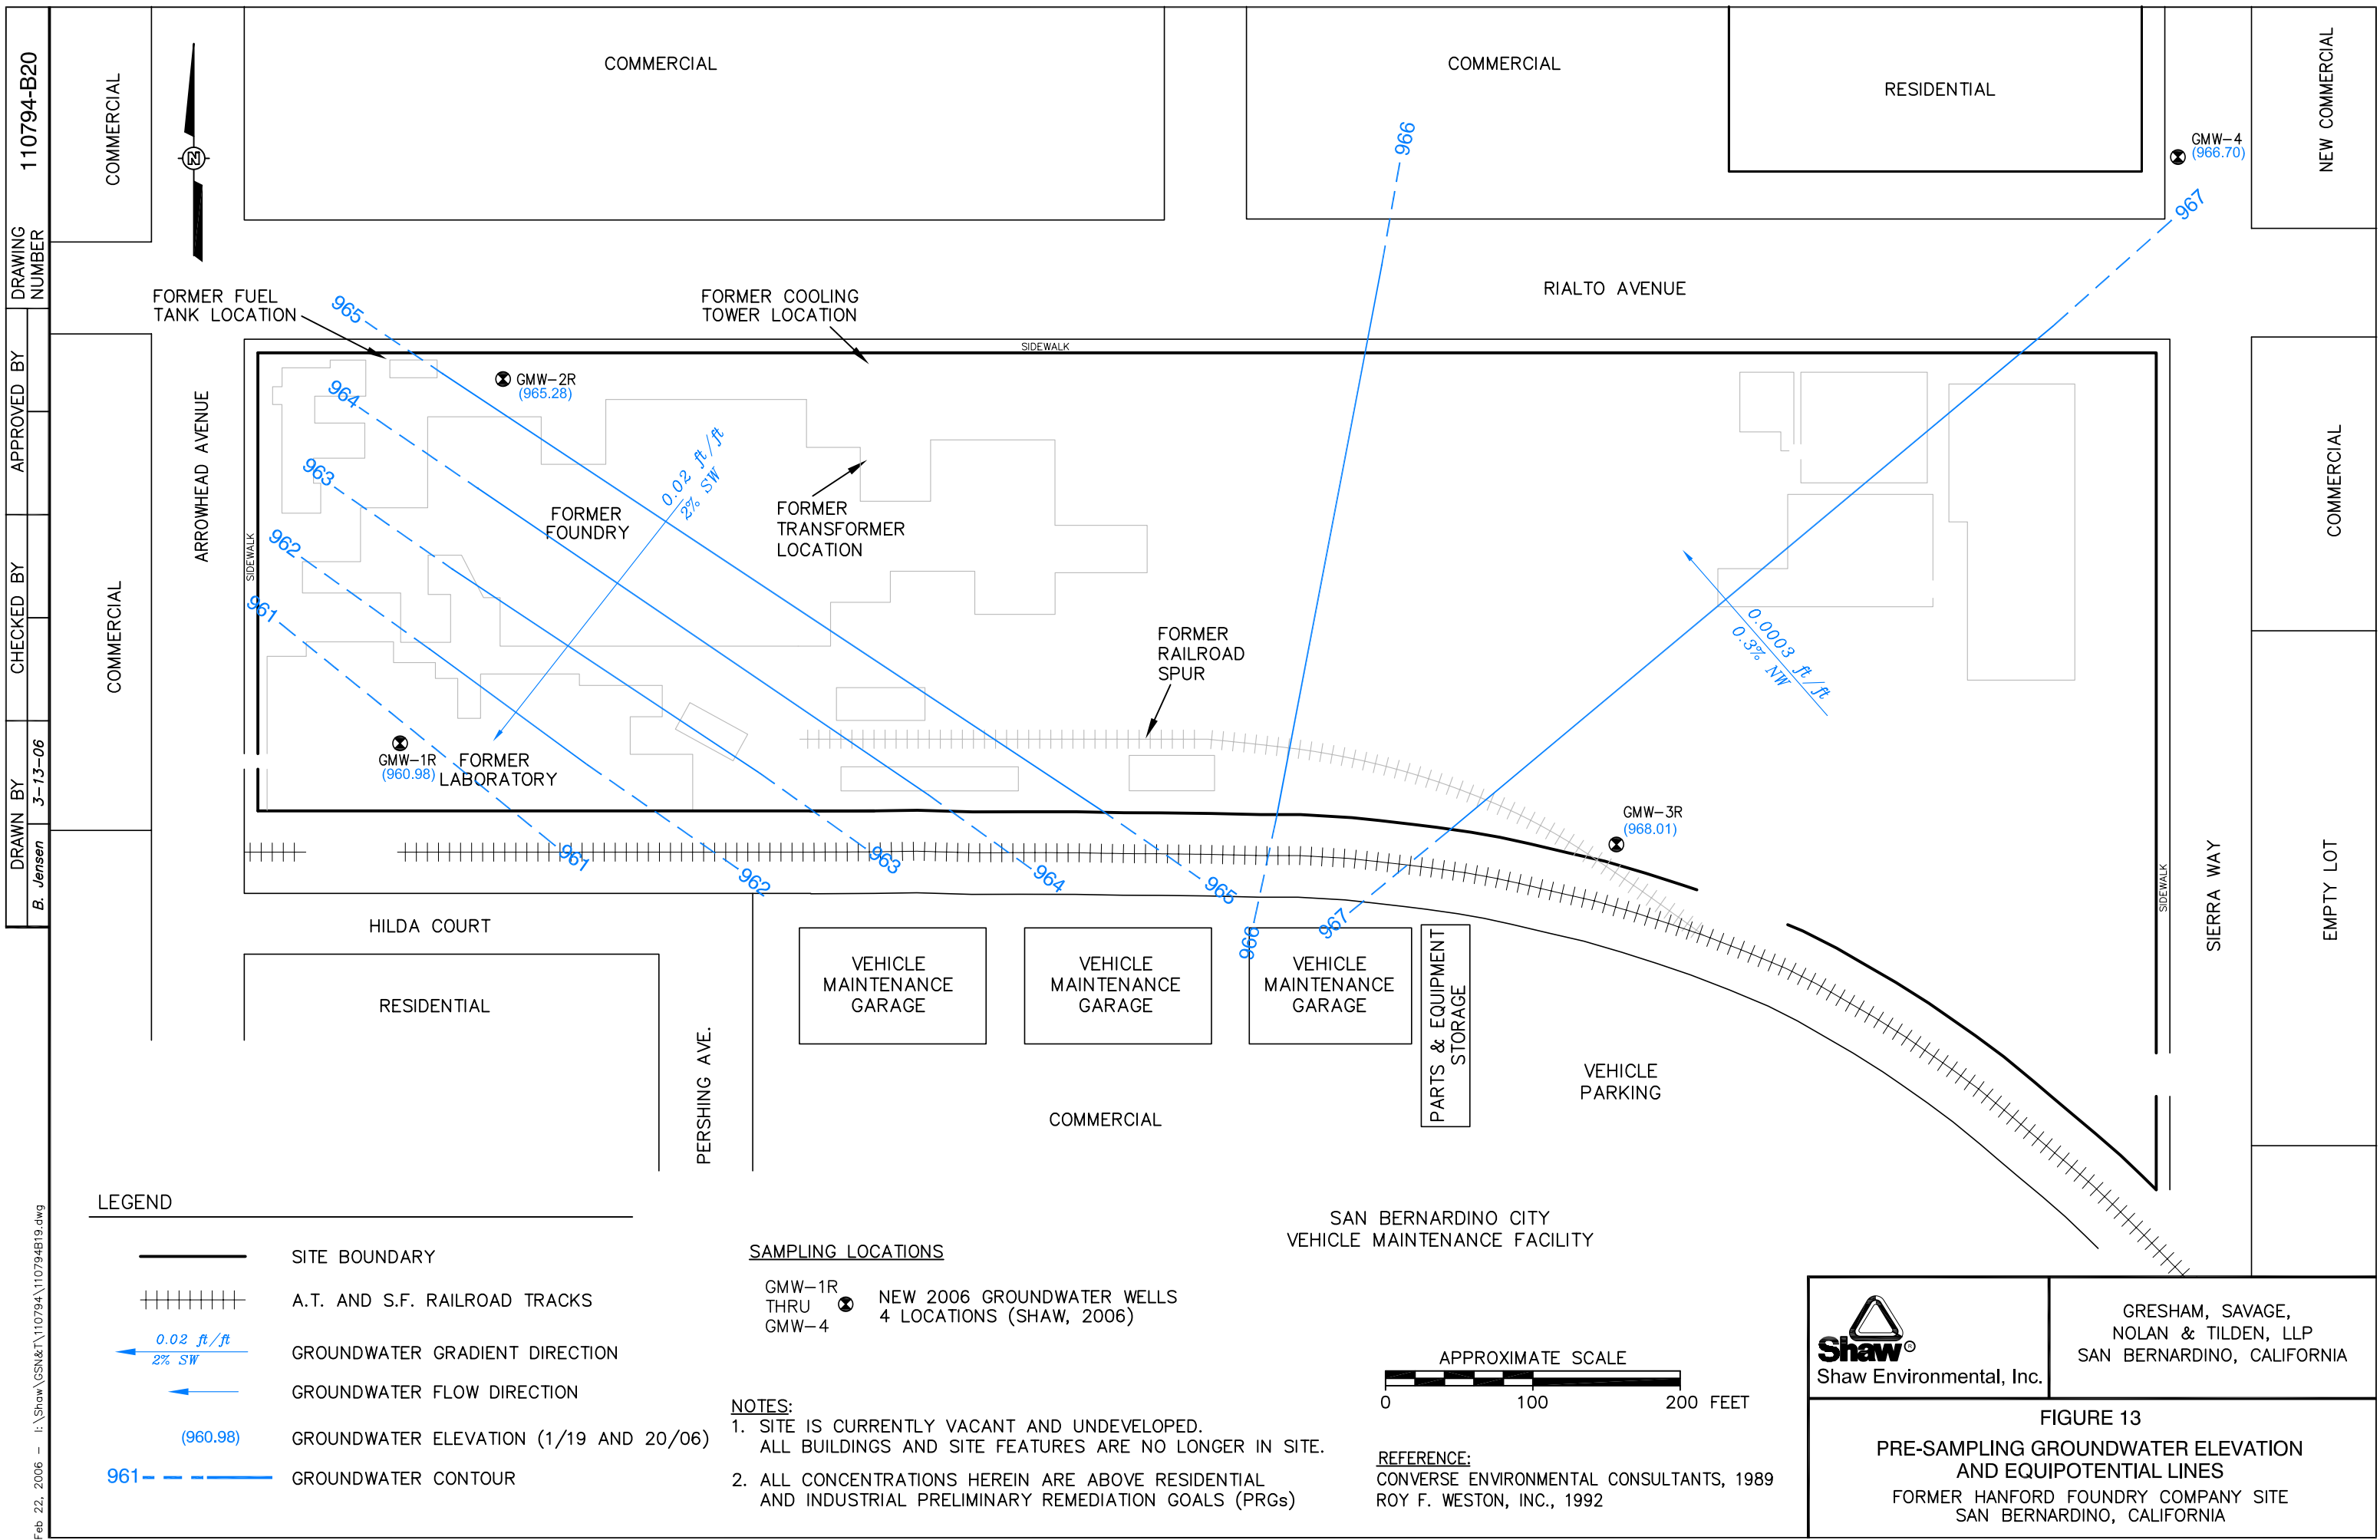 110794-B20
DRAWING
NUMBER
APPROVED BY
CHECKED BY
DRAWN BY
3-13-06
B. Jensen
Feb 22, 2006 - I:\Shaw\GSN&T\110794\110794B19.dwg
COMMERCIAL
N
COMMERCIAL
COMMERCIAL
RESIDENTIAL
NEW COMMERCIAL
966
GMW-4
(966.70)
967
RIALTO AVENUE
FORMER FUEL
TANK LOCATION
965
FORMER COOLING
TOWER LOCATION
SIDEWALK
ARROWHEAD AVENUE
964
GMW-2R
(965.28)
0.02 ft/ft
2% SW
963
FORMER
FOUNDRY
FORMER
TRANSFORMER
LOCATION
COMMERCIAL
962
SIDEWALK
961
COMMERCIAL
FORMER
RAILROAD
SPUR
0.0003 ft/ft
0.3% NW
GMW-1R
(960.98)
FORMER
LABORATORY
GMW-3R
(968.01)
961
962
963
964
965
966
967
SIDEWALK
SIERRA WAY
EMPTY LOT
HILDA COURT
RESIDENTIAL
PERSHING AVE.
VEHICLE
MAINTENANCE
GARAGE
VEHICLE
MAINTENANCE
GARAGE
VEHICLE
MAINTENANCE
GARAGE
PARTS & EQUIPMENT
STORAGE
VEHICLE
PARKING
COMMERCIAL
SAN BERNARDINO CITY
VEHICLE MAINTENANCE FACILITY
LEGEND
SITE BOUNDARY
A.T. AND S.F. RAILROAD TRACKS
0.02 ft/ft
2% SW
GROUNDWATER GRADIENT DIRECTION
GROUNDWATER FLOW DIRECTION
(960.98) GROUNDWATER ELEVATION (1/19 AND 20/06)
961 GROUNDWATER CONTOUR
SAMPLING LOCATIONS
GMW-1R
THRU
GMW-4
NEW 2006 GROUNDWATER WELLS
4 LOCATIONS (SHAW, 2006)
NOTES:
1. SITE IS CURRENTLY VACANT AND UNDEVELOPED.
ALL BUILDINGS AND SITE FEATURES ARE NO LONGER IN SITE.
2. ALL CONCENTRATIONS HEREIN ARE ABOVE RESIDENTIAL
AND INDUSTRIAL PRELIMINARY REMEDIATION GOALS (PRGs)
APPROXIMATE SCALE
0 100 200 FEET
REFERENCE:
CONVERSE ENVIRONMENTAL CONSULTANTS, 1989
ROY F. WESTON, INC., 1992
Shaw®
Shaw Environmental, Inc.
GRESHAM, SAVAGE,
NOLAN & TILDEN, LLP
SAN BERNARDINO, CALIFORNIA
FIGURE 13
PRE-SAMPLING GROUNDWATER ELEVATION
AND EQUIPOTENTIAL LINES
FORMER HANFORD FOUNDRY COMPANY SITE
SAN BERNARDINO, CALIFORNIA